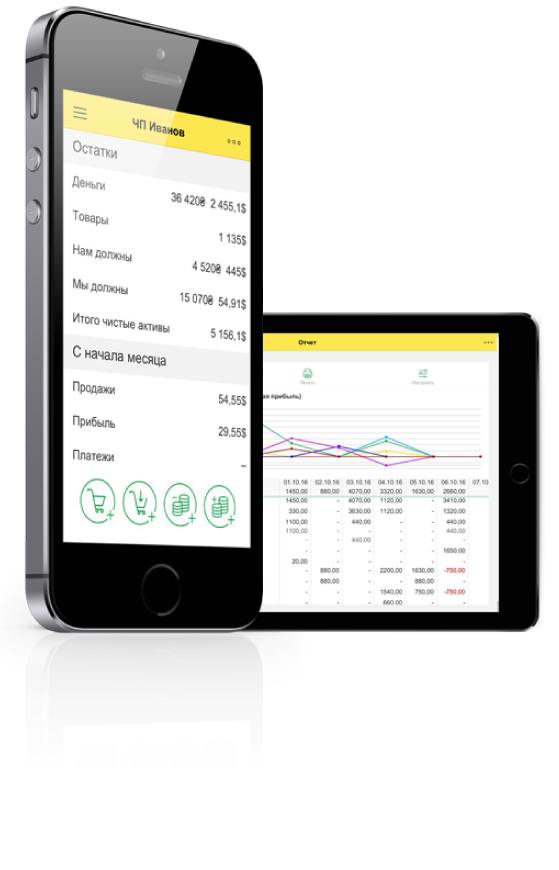 ЧП Иванов
Остатки
Деньги
36 420₴ 2 455,1$
Товары
1 135$
Нам должны
4 520₴ 445$
Мы должны
15 070₴ 54,91$
Итого чистые активы
5 156,1$
С начала месяца
Продажи
54,55$
Прибыль
29,55$
Платежи
–
Отчет
Печать
Настроить
ая прибыль)
01.10.16 02.10.16 03.10.16 04.10.16 05.10.16 06.10.16 07.10
1450,00 880,00 4070,00 3320,00 1630,00 2660,00
1450,00 - 4070,00 1120,00 - 3410,00
330,00 - 3630,00 1120,00 - 1320,00
1100,00 - 440,00 - - 440,00
1100,00 - - - - 440,00
- - 440,00 - - -
- - - - - 1650,00
20,00 - - - - -
- 880,00 - 2200,00 1630,00 -750,00
- 880,00 - - 880,00 -
- - - 1540,00 750,00 -750,00
- - - 660,00 - -